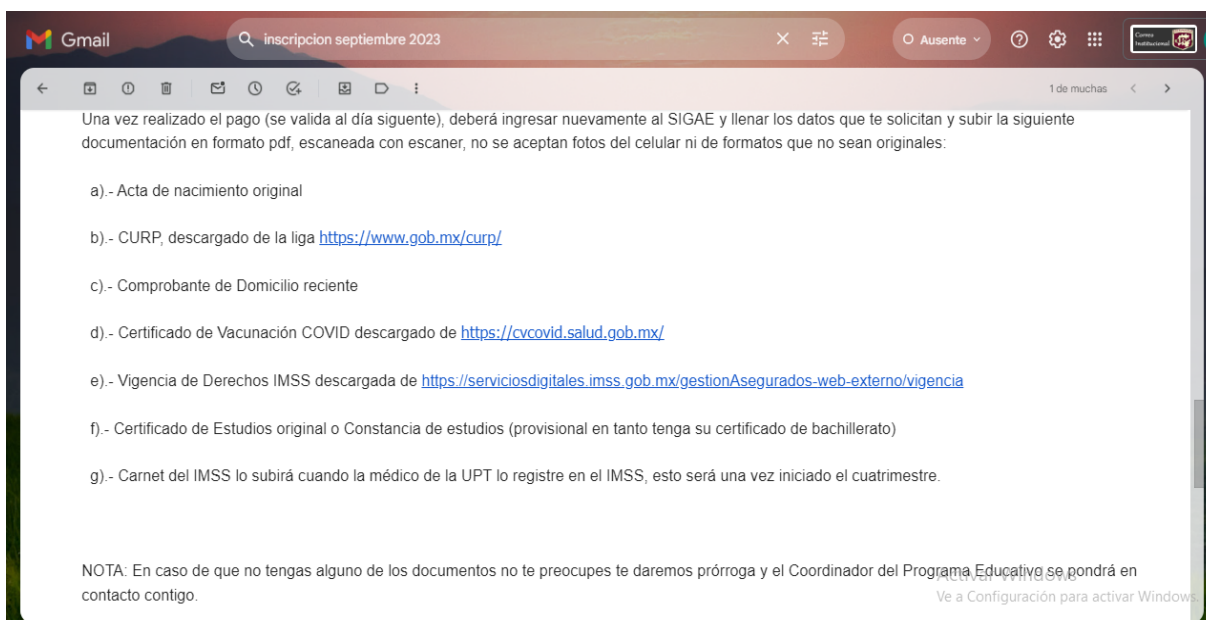 Gmail
inscripcion septiembre 2023
Ausente
Correo
Institucional
1 de muchas
Una vez realizado el pago (se valida al día siguente), deberá ingresar nuevamente al SIGAE y llenar los datos que te solicitan y subir la siguiente
documentación en formato pdf, escaneada con escaner, no se aceptan fotos del celular ni de formatos que no sean originales:
a).- Acta de nacimiento original
b).- CURP, descargado de la liga https://www.gob.mx/curp/
c).- Comprobante de Domicilio reciente
d).- Certificado de Vacunación COVID descargado de https://cvcovid.salud.gob.mx/
e).- Vigencia de Derechos IMSS descargada de https://serviciosdigitales.imss.gob.mx/gestionAsegurados-web-externo/vigencia
f).- Certificado de Estudios original o Constancia de estudios (provisional en tanto tenga su certificado de bachillerato)
g).- Carnet del IMSS lo subirá cuando la médico de la UPT lo registre en el IMSS, esto será una vez iniciado el cuatrimestre.
NOTA: En caso de que no tengas alguno de los documentos no te preocupes te daremos prórroga y el Coordinador del Programa Educativo se pondrá en
contacto contigo.
Activar Windows
Ve a Configuración para activar Windows.